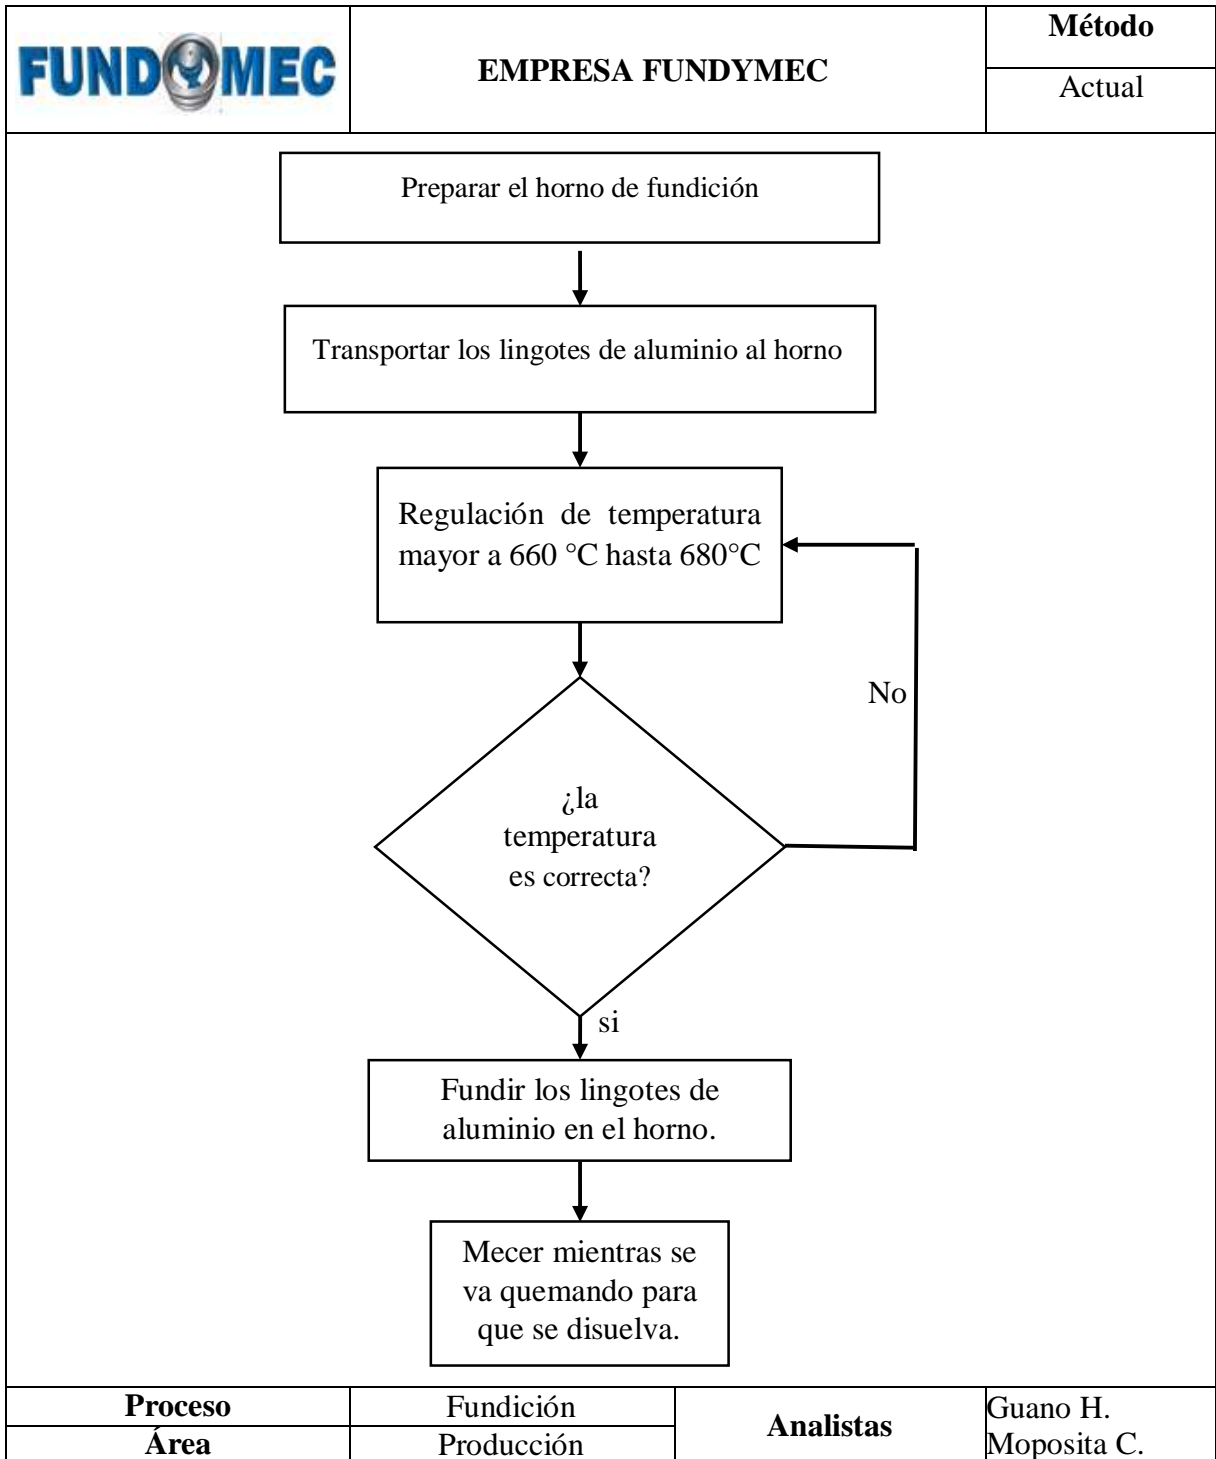 FUNDYMEC
EMPRESA FUNDYMEC
Método
Actual
Preparar el horno de fundición
Transportar los lingotes de aluminio al horno
Regulación de temperatura
mayor a 660 °C hasta 680°C
No
¿la
temperatura
es correcta?
si
Fundir los lingotes de
aluminio en el horno.
Mecer mientras se
va quemando para
que se disuelva.
Proceso
Fundición
Analistas
Guano H.
Área
Producción
Moposita C.